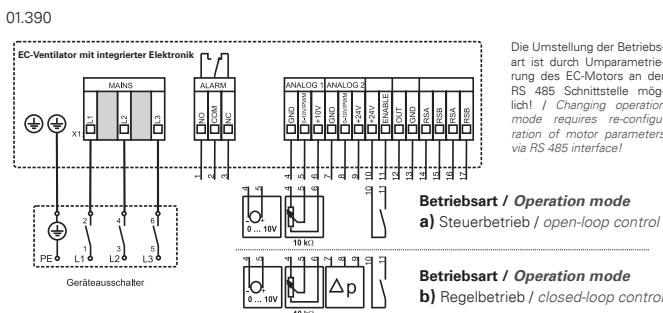 01.390
EC-Ventilator mit integrierter Elektronik
MAINS
ALARM
ANALOG 1
ANALOG 2
X1:
L1
L2
L3
NO
COM
NC
GND
0-10V/PWM
+10V
GND
0-10V/PWM
+24V
+24V
ENABLE
OUT
GND
RSA
RSB
RSA
RSB
1
2
3
4
5
6
7
8
9
10
11
12
13
14
15
16
17
2
4
6
1
3
5
PE
L1
L2
L3
Geräteausschalter
4
5
4
5
6
10
11
- +
0 ... 10V
10 kΩ
4
5
4
5
6
7
8
9
10
11
- +
0 ... 10V
10 kΩ
Δp
Die Umstellung der Betriebs-
art ist durch Umparametrie-
rung des EC-Motors an der
RS 485 Schnittstelle mög-
lich! / Changing operation
mode requires re-configu-
ration of motor parameters
via RS 485 interface!
Betriebsart / Operation mode
a) Steuerbetrieb / open-loop control
Betriebsart / Operation mode
b) Regelbetrieb / closed-loop control